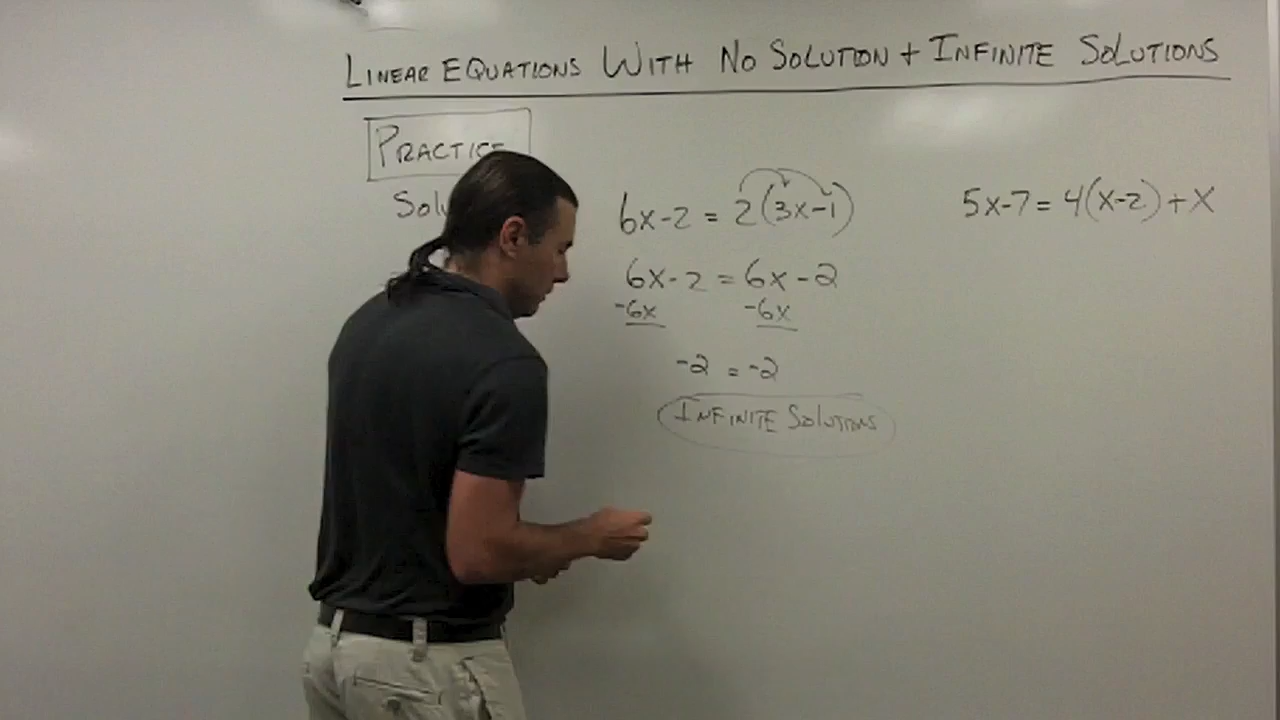 LINEAR EQUATIONS WITH NO SOLUTION + INFINITE SOLUTIONS
PRACTICE
6x-2 = 2(3x-1)
6x-2 = 6x-2
-6x -6x
-2 = -2
INFINITE SOLUTIONS
5x-7 = 4(x-2)+x